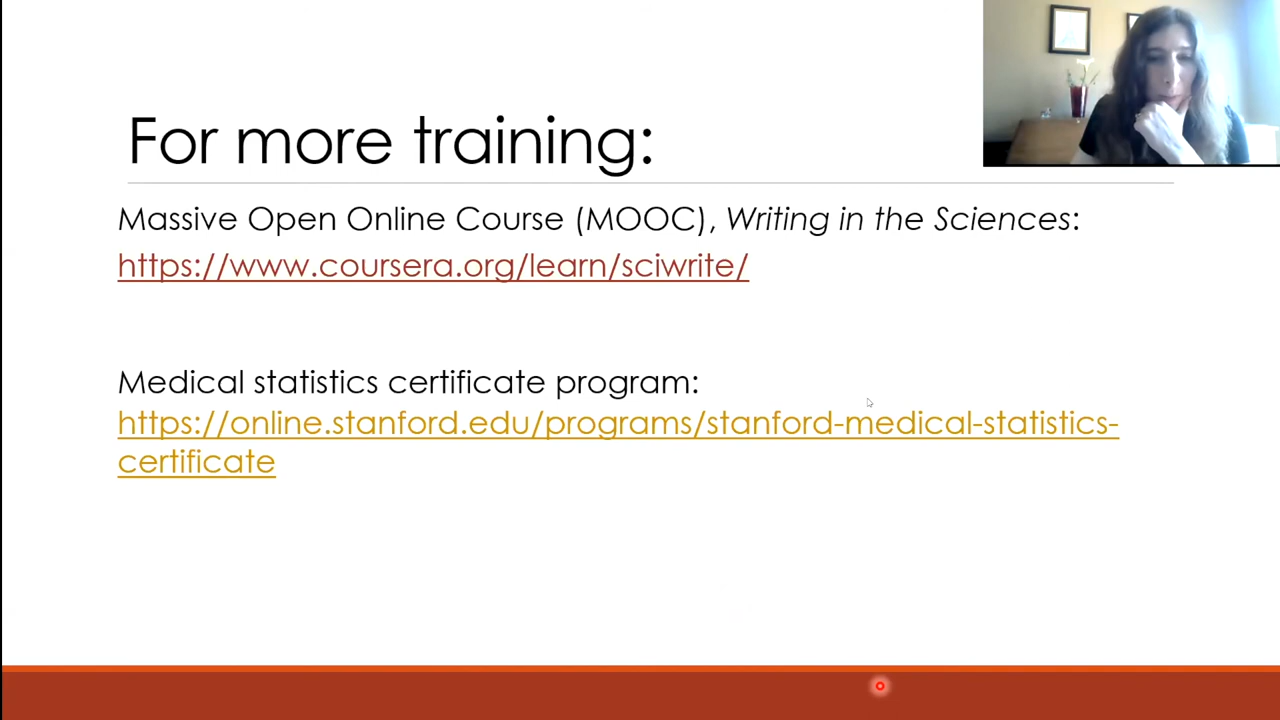 For more training:
Massive Open Online Course (MOOC), Writing in the Sciences:
https://www.coursera.org/learn/sciwrite/
Medical statistics certificate program:
https://online.stanford.edu/programs/stanford-medical-statistics-
certificate